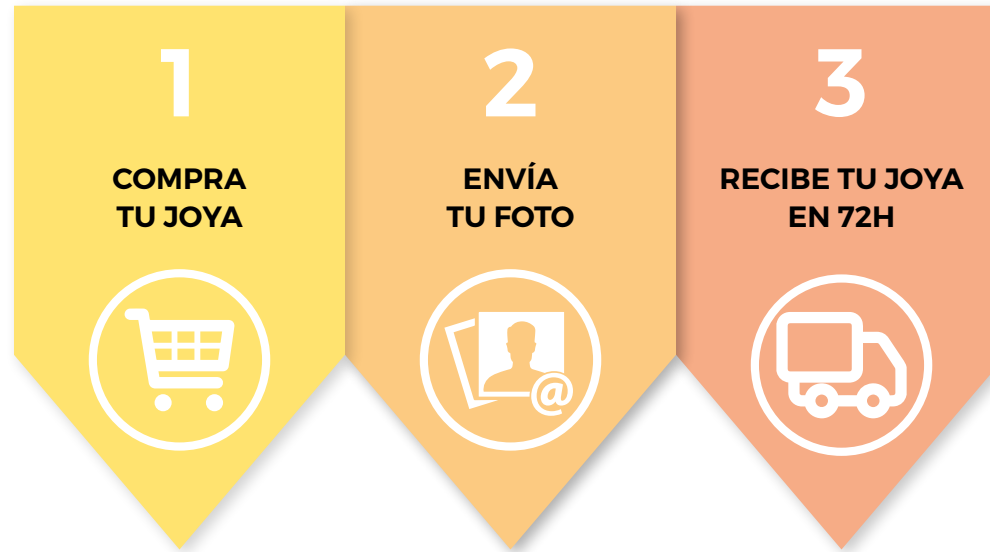 1
COMPRA
TU JOYA
2
ENVÍA
TU FOTO
@
3
RECIBE TU JOYA
EN 72H